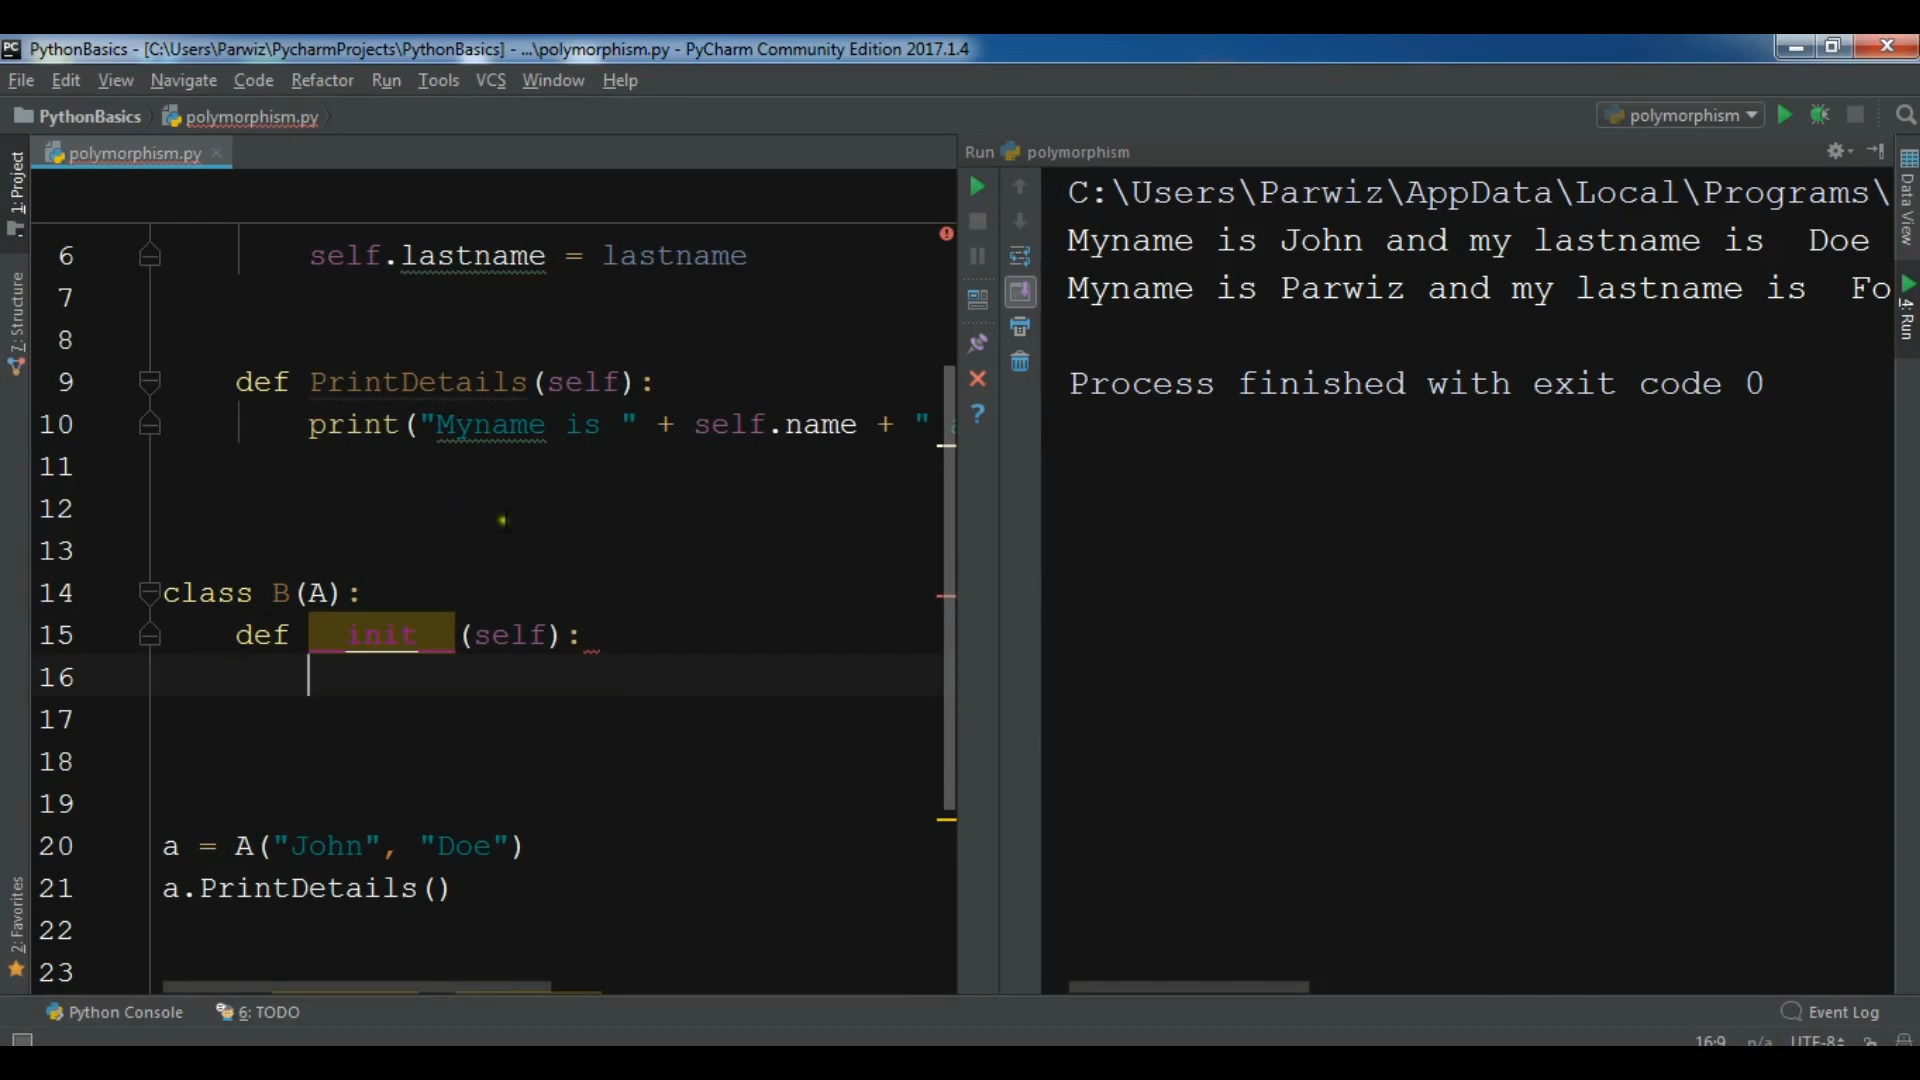 PythonBasics - [C:\Users\Parwiz\PycharmProjects\PythonBasics] - ...\polymorphism.py - PyCharm Community Edition 2017.1.4
File Edit View Navigate Code Refactor Run Tools VCS Window Help
PythonBasics polymorphism.py
polymorphism
polymorphism.py
Run polymorphism
1: Project
7: Structure
2: Favorites
6 self.lastname = lastname
7
8
9 def PrintDetails(self):
10 print("Myname is " + self.name + "
11
12
13
14 class B(A):
15 def __init__(self):
16
17
18
19
20 a = A("John", "Doe")
21 a.PrintDetails()
22
23
C:\Users\Parwiz\AppData\Local\Programs\
Myname is John and my lastname is  Doe
Myname is Parwiz and my lastname is  Fo
Process finished with exit code 0
Data View
4: Run
Python Console 6: TODO
Event Log
16:9 n/a UTF-8